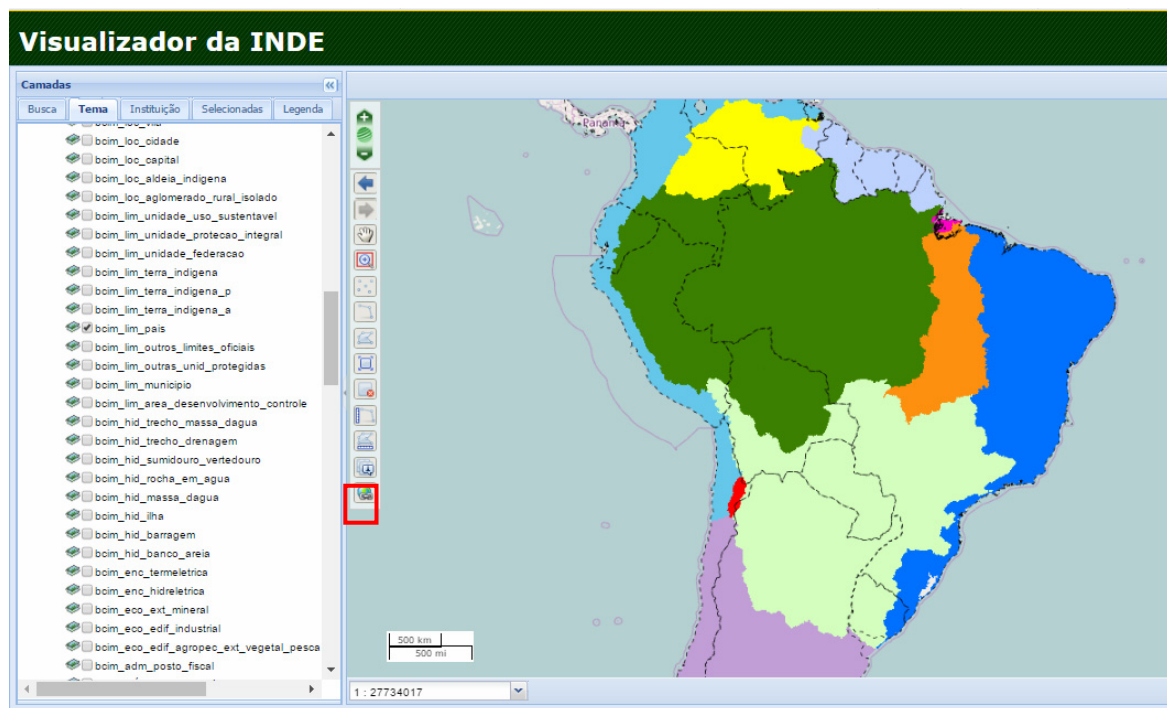 Visualizador da INDE
Camadas
Busca Tema Instituição Selecionadas Legenda
bcim_loc_vila
bcim_loc_cidade
bcim_loc_capital
bcim_loc_aldeia_indigena
bcim_loc_aglomerado_rural_isolado
bcim_lim_unidade_uso_sustentavel
bcim_lim_unidade_protecao_integral
bcim_lim_unidade_federacao
bcim_lim_terra_indigena
bcim_lim_terra_indigena_p
bcim_lim_terra_indigena_a
bcim_lim_pais
bcim_lim_outros_limites_oficiais
bcim_lim_outras_unid_protegidas
bcim_lim_municipio
bcim_lim_area_desenvolvimento_controle
bcim_hid_trecho_massa_dagua
bcim_hid_trecho_drenagem
bcim_hid_sumidouro_vertedouro
bcim_hid_rocha_em_agua
bcim_hid_massa_dagua
bcim_hid_ilha
bcim_hid_barragem
bcim_hid_banco_areia
bcim_enc_termeletrica
bcim_enc_hidreletrica
bcim_eco_ext_mineral
bcim_eco_edif_industrial
bcim_eco_edif_agropec_ext_vegetal_pesca
bcim_adm_posto_fiscal
Panamá
500 km
500 mi
1 : 27734017